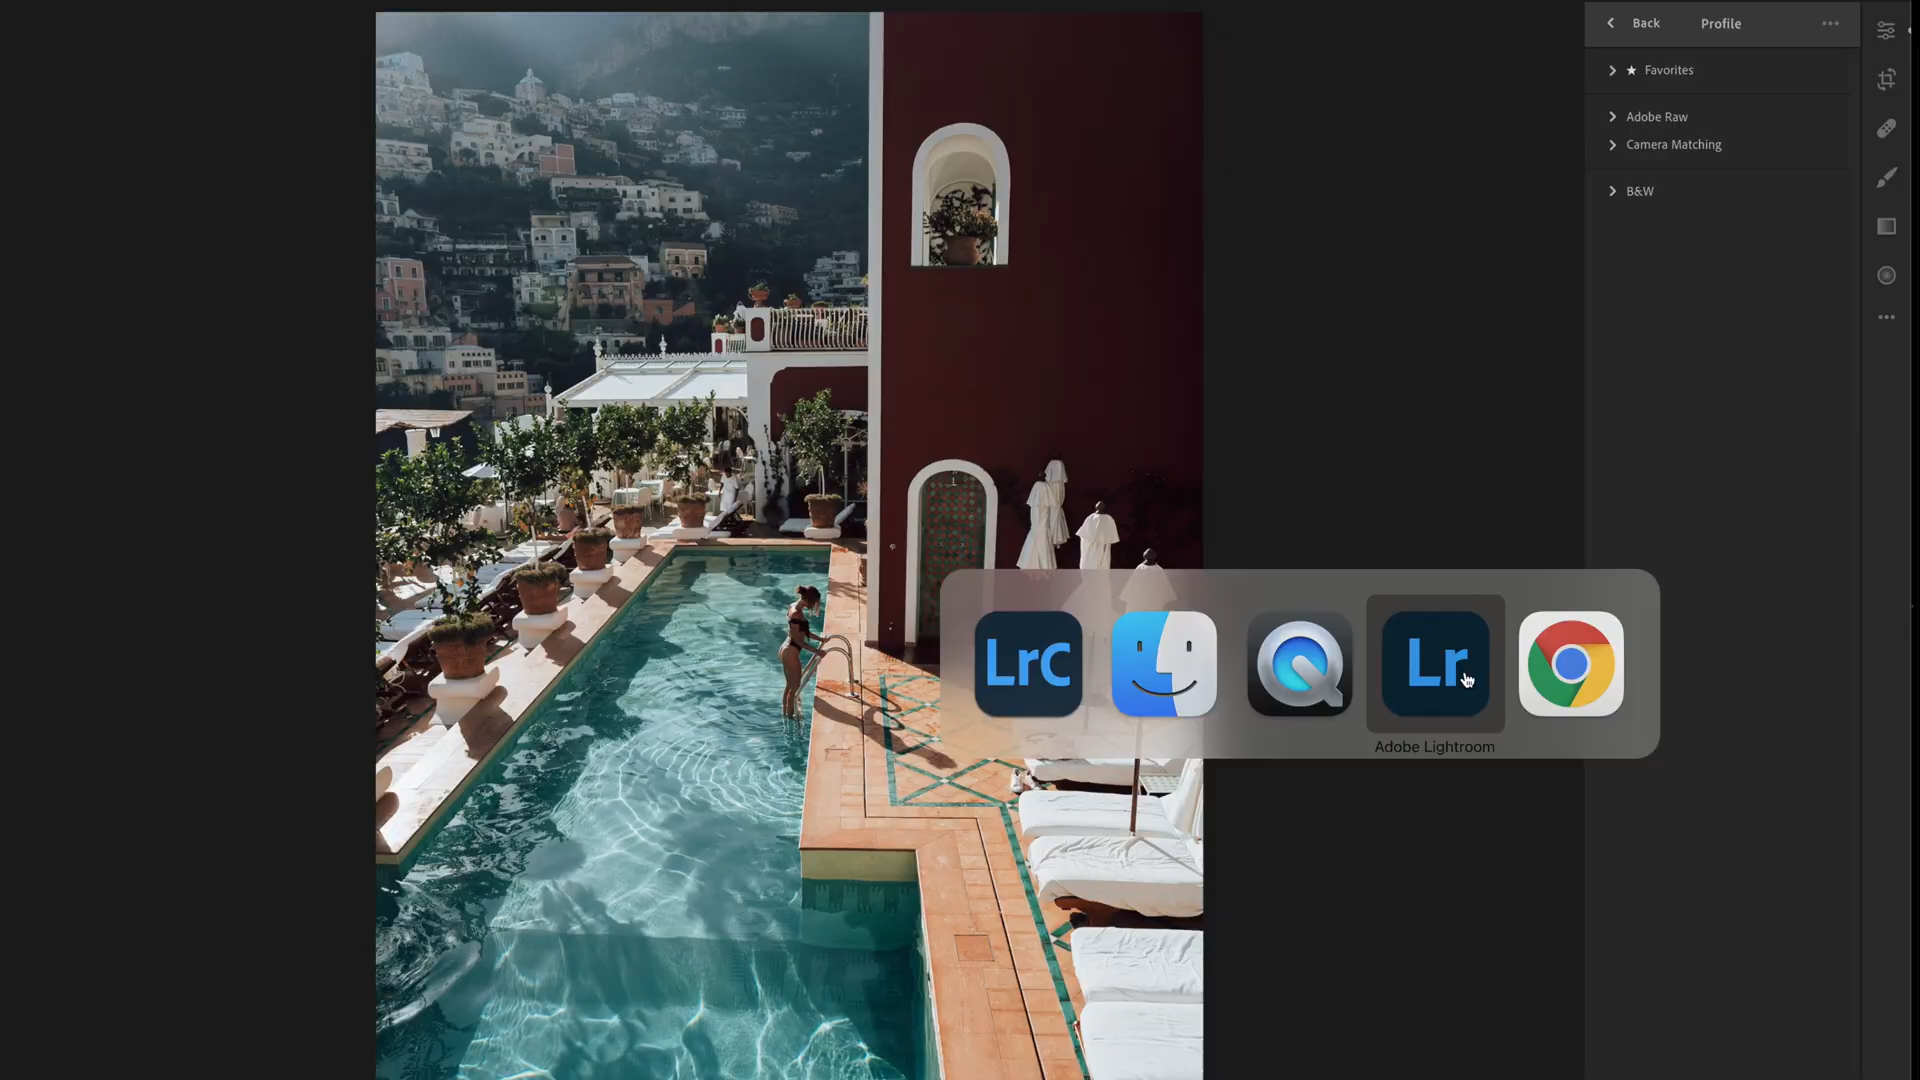 Back Profile
Favorites
Adobe Raw
Camera Matching
B&W
LrC
Lr
Adobe Lightroom